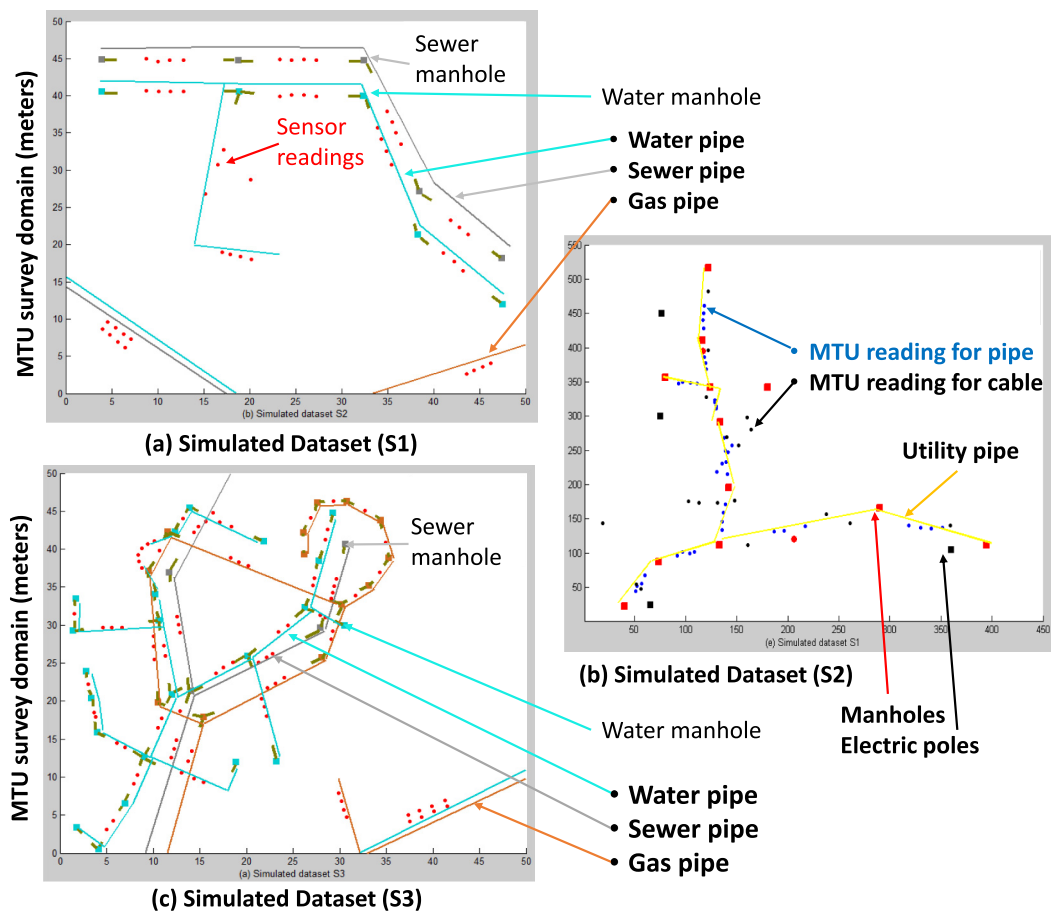 MTU survey domain (meters)
50
45
40
35
30
25
20
15
10
5
0
0 5 10 15 20 25 30 35 40 45 50
(b) Simulated dataset S2
Sewer
manhole
Sensor
readings
Water manhole
• Water pipe
• Sewer pipe
• Gas pipe
(a) Simulated Dataset (S1)
550
500
450
400
350
300
250
200
150
100
50
50 100 150 200 250 300 350 400 450
(e) Simulated dataset S1
MTU reading for pipe
MTU reading for cable
Utility pipe
Manholes
Electric poles
(b) Simulated Dataset (S2)
MTU survey domain (meters)
50
45
40
35
30
25
20
15
10
5
0
0 5 10 15 20 25 30 35 40 45 50
(a) Simulated dataset S3
Sewer
manhole
Water manhole
• Water pipe
• Sewer pipe
• Gas pipe
(c) Simulated Dataset (S3)